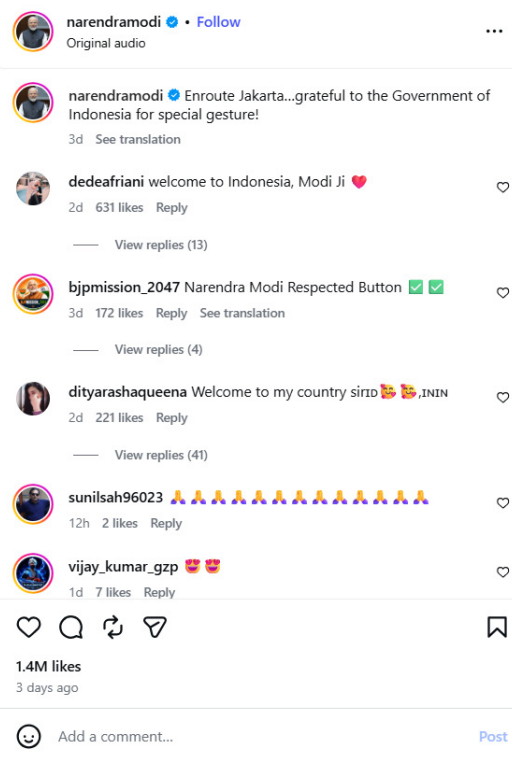 narendramodi • Follow
Original audio
narendramodi Enroute Jakarta...grateful to the Government of
Indonesia for special gesture!
3d See translation
dedeafriani welcome to Indonesia, Modi Ji ❤️
2d 631 likes Reply
View replies (13)
bjpmission_2047 Narendra Modi Respected Button ✅ ✅
3d 172 likes Reply See translation
View replies (4)
dityarashaqueena Welcome to my country sirɪᴅ🥰 🥰,ɪɴɪɴ
2d 221 likes Reply
View replies (41)
sunilsah96023 🙏🙏🙏🙏🙏🙏🙏🙏🙏🙏🙏🙏🙏
12h 2 likes Reply
vijay_kumar_gzp 😍 😍
1d 7 likes Reply
1.4M likes
3 days ago
Add a comment...
Post